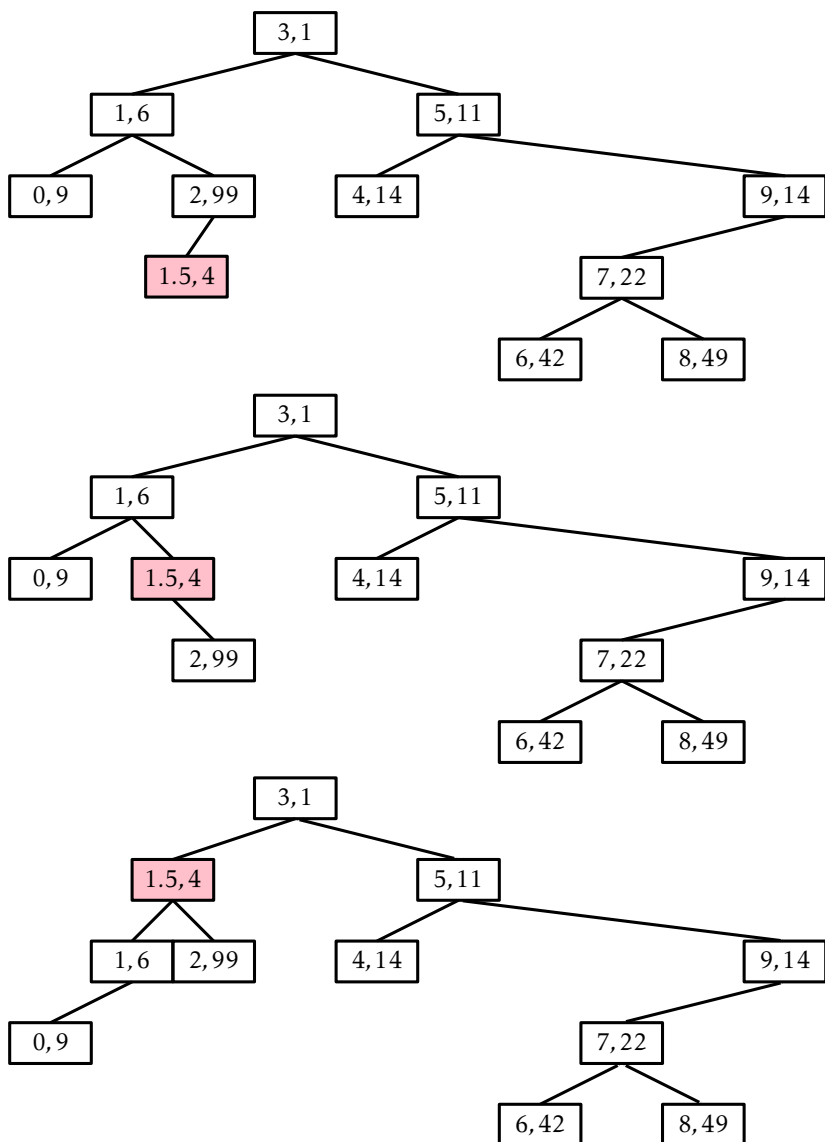 3, 1
1, 6 5, 11
0, 9 2, 99 4, 14 9, 14
1.5, 4 7, 22
6, 42 8, 49
3, 1
1, 6 5, 11
0, 9 1.5, 4 4, 14 9, 14
2, 99 7, 22
6, 42 8, 49
3, 1
1.5, 4 5, 11
1, 6 2, 99 4, 14 9, 14
0, 9 7, 22
6, 42 8, 49